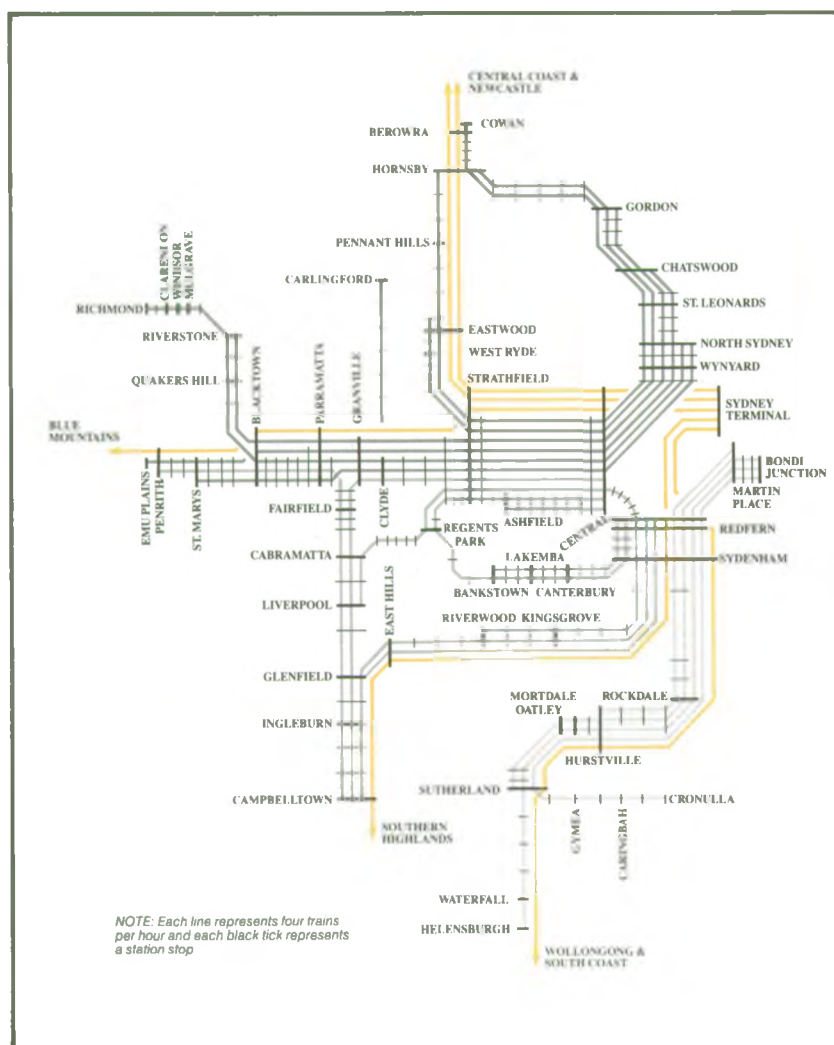 CENTRAL COAST &
NEWCASTLE
COWAN
BEROWRA
HORNSBY
GORDON
PENNANT HILLS
CHATSWOOD
CARLINGFORD
CLARENDON
WINDSOR
MULGRAVE
RICHMOND
ST. LEONARDS
RIVERSTONE
EASTWOOD
NORTH SYDNEY
WEST RYDE
WYNYARD
QUAKERS HILL
BLACKTOWN
PARRAMATTA
GRANVILLE
STRATHFIELD
SYDNEY
TERMINAL
BLUE
MOUNTAINS
EMU PLAINS
PENRITH
ST. MARYS
CLYDE
BONDI
JUNCTION
MARTIN
PLACE
FAIRFIELD
ASHFIELD
CENTRAL
REGENTS
PARK
REDFERN
CABRAMATTA
LAKEMBA
SYDENHAM
BANKSTOWN
CANTERBURY
LIVERPOOL
EAST HILLS
RIVERWOOD
KINGSGROVE
GLENFIELD
MORTDALE
OATLEY
ROCKDALE
INGLEBURN
HURSTVILLE
CAMPBELLTOWN
SUTHERLAND
CRONULLA
GYMEA
CARINGBAH
SOUTHERN
HIGHLANDS
WATERFALL
NOTE: Each line represents four trains
per hour and each black tick represents
a station stop
HELENSBURGH
WOLLONGONG &
SOUTH COAST